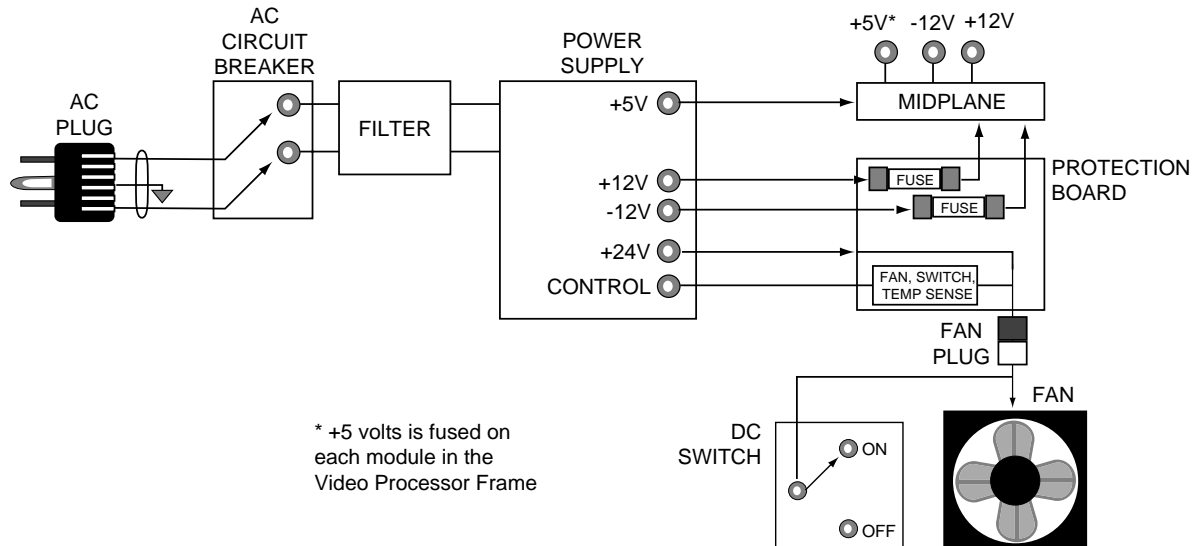 AC
CIRCUIT
BREAKER
AC
PLUG
FILTER
POWER
SUPPLY
+5V
+12V
-12V
+24V
CONTROL
+5V*
-12V
+12V
MIDPLANE
PROTECTION
BOARD
FUSE
FUSE
FAN, SWITCH,
TEMP SENSE
FAN
PLUG
FAN
DC
SWITCH
ON
OFF
* +5 volts is fused on
each module in the
Video Processor Frame